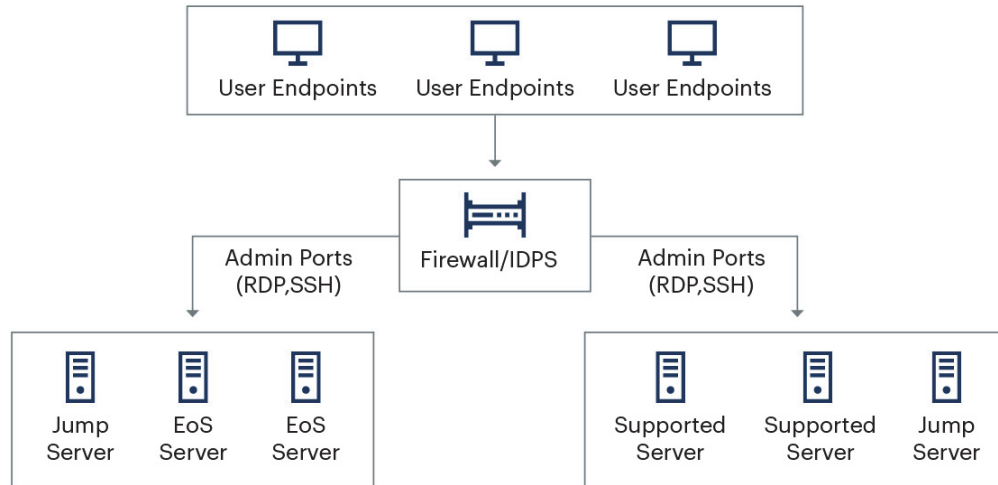 User Endpoints
User Endpoints
User Endpoints
Firewall/IDPS
Admin Ports
(RDP,SSH)
Admin Ports
(RDP,SSH)
Jump
Server
EoS
Server
EoS
Server
Supported
Server
Supported
Server
Jump
Server